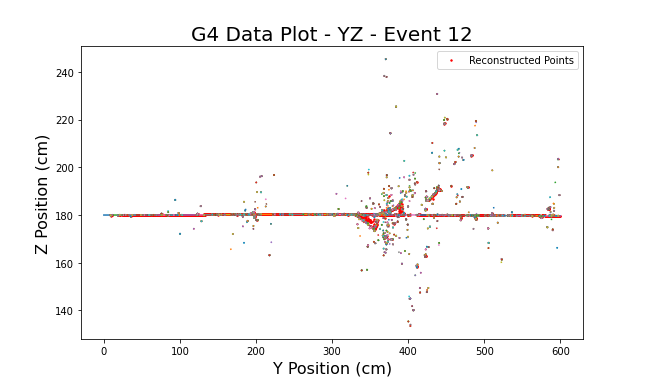 G4 Data Plot - YZ - Event 12
Reconstructed Points
Z Position (cm)
240
220
200
180
160
140
0 100 200 300 400 500 600
Y Position (cm)